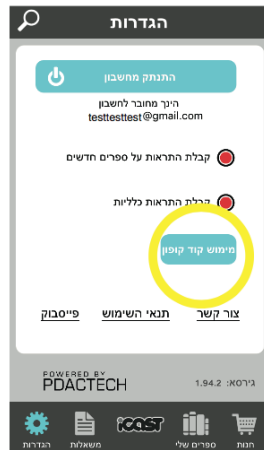 הגדרות
התנתק מחשבון
הינך מחובר לחשבון
testtesttest@gmail.com
קבלת התראות על ספרים חדשים
קבלת התראות כלליות
מימוש קוד קופון
צור קשר תנאי השימוש פייסבוק
POWERED BY
PDACTECH
גירסא: 1.94.2
iCAST
חנות ספרים שלי משאלות הגדרות